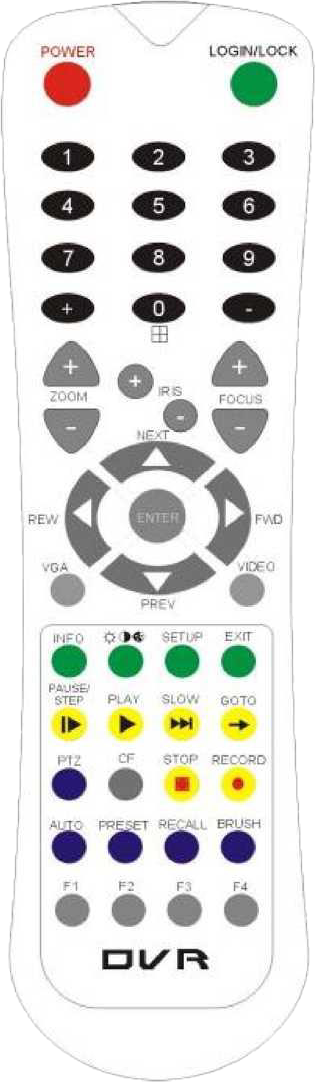 POWER LOGIN/LOCK
1 2 3
4 5 6
7 8 9
+ 0 -
+ + +
ZOOM IRIS FOCUS
- - -
NEXT
REW ENTER FWD
VGA VIDEO
PREV
INFO SETUP EXIT
PAUSE/
STEP PLAY SLOW GOTO
PTZ CF STOP RECORD
AUTO PRESET RECALL BRUSH
F1 F2 F3 F4
DVR